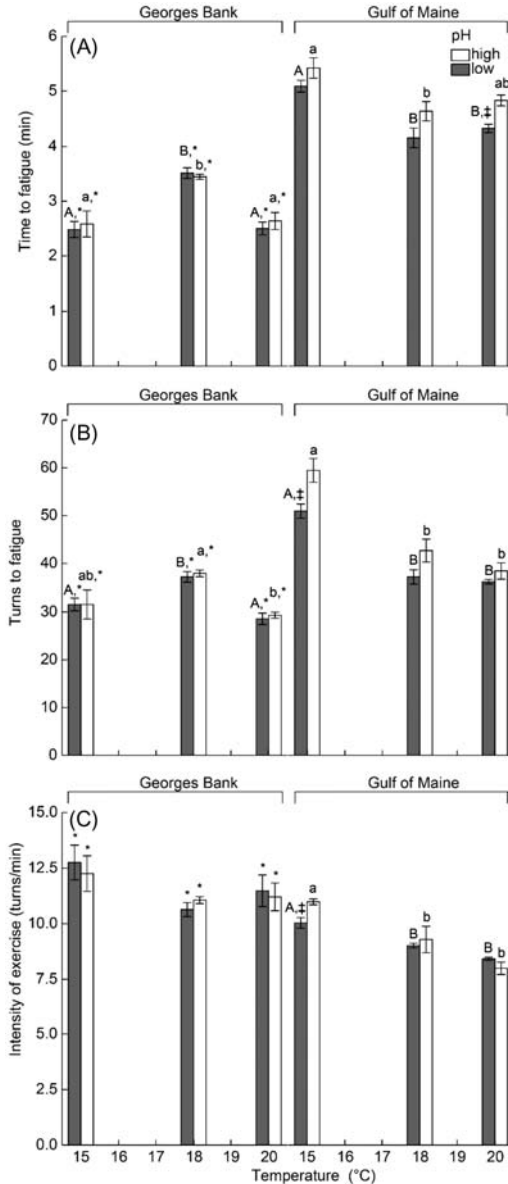 Georges Bank Gulf of Maine
(A)
pH
high
low
Time to fatigue (min)
6
5
4
3
2
1
0
A,* a,* B,* b,* A,* a,* A a B b B,‡ ab
Georges Bank Gulf of Maine
(B)
Turns to fatigue
70
60
50
40
30
20
10
0
A,* ab,* B,* a,* A,* b,* A,‡ a B b B b
Georges Bank Gulf of Maine
(C)
Intensity of exercise (turns/min)
15.0
12.5
10.0
7.5
5.0
2.5
0.0
* * * * * * A,‡ a B b B b
15 16 17 18 19 20 15 16 17 18 19 20
Temperature (°C)